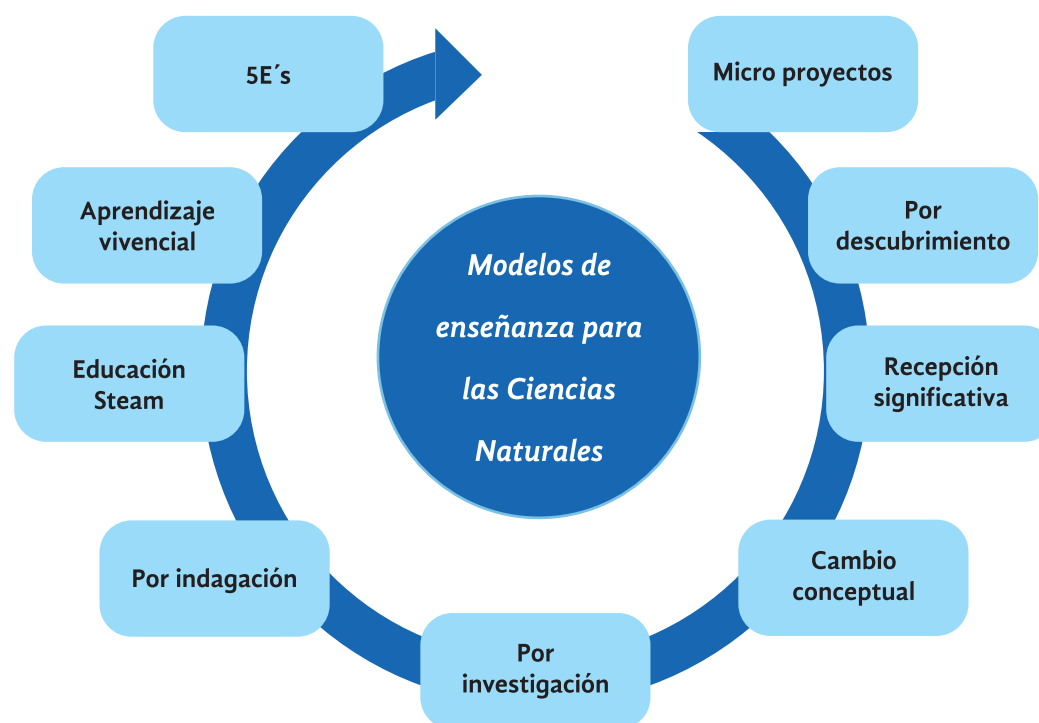 Modelos de
enseñanza para
las Ciencias
Naturales
Micro proyectos
Por
descubrimiento
Recepción
significativa
Cambio
conceptual
Por
investigación
Por indagación
Educación
Steam
Aprendizaje
vivencial
5E´s